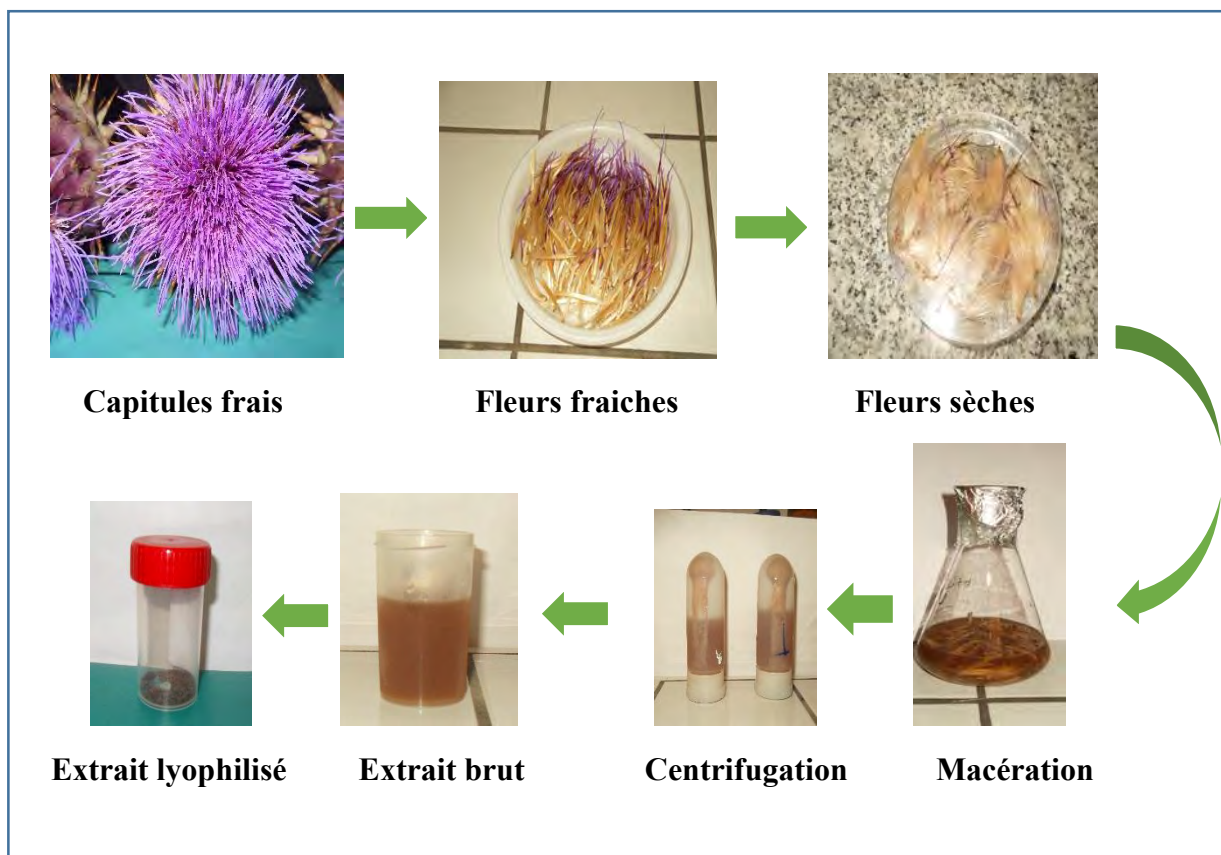 Capitules frais
Fleurs fraiches
Fleurs sèches
Extrait lyophilisé
Extrait brut
Centrifugation
Macération